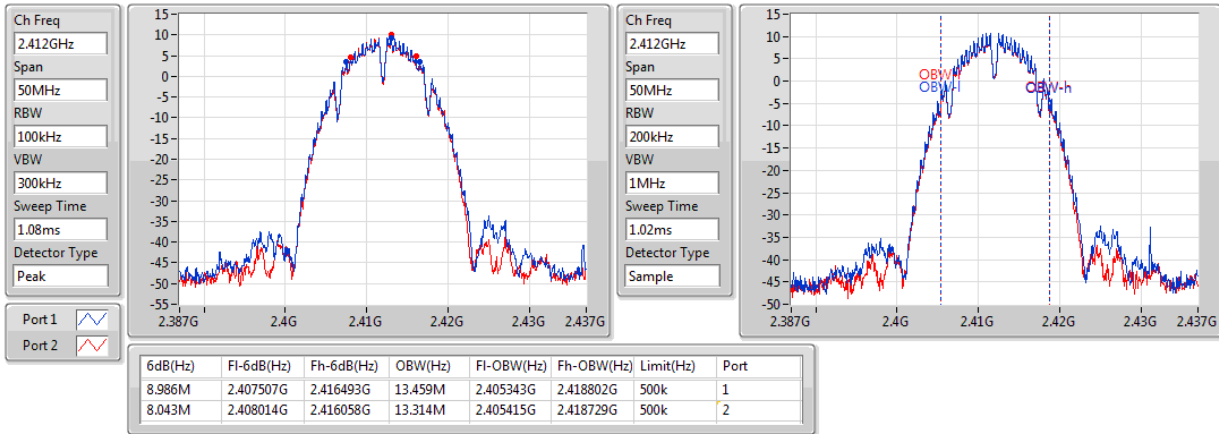 Ch Freq
2.412GHz
Span
50MHz
RBW
100kHz
VBW
300kHz
Sweep Time
1.08ms
Detector Type
Peak
Port 1
Port 2
15
10
5
0
-5
-10
-15
-20
-25
-30
-35
-40
-45
-50
-55
2.387G 2.4G 2.41G 2.42G 2.43G 2.437G
Ch Freq
2.412GHz
Span
50MHz
RBW
200kHz
VBW
1MHz
Sweep Time
1.02ms
Detector Type
Sample
15
10
5
0
-5
-10
-15
-20
-25
-30
-35
-40
-45
-50
OBW
OBW-l OBW-h
2.387G 2.4G 2.41G 2.42G 2.43G 2.437G
6dB(Hz) Fl-6dB(Hz) Fh-6dB(Hz) OBW(Hz) Fl-OBW(Hz) Fh-OBW(Hz) Limit(Hz) Port
8.986M 2.407507G 2.416493G 13.459M 2.405343G 2.418802G 500k 1
8.043M 2.408014G 2.416058G 13.314M 2.405415G 2.418729G 500k 2